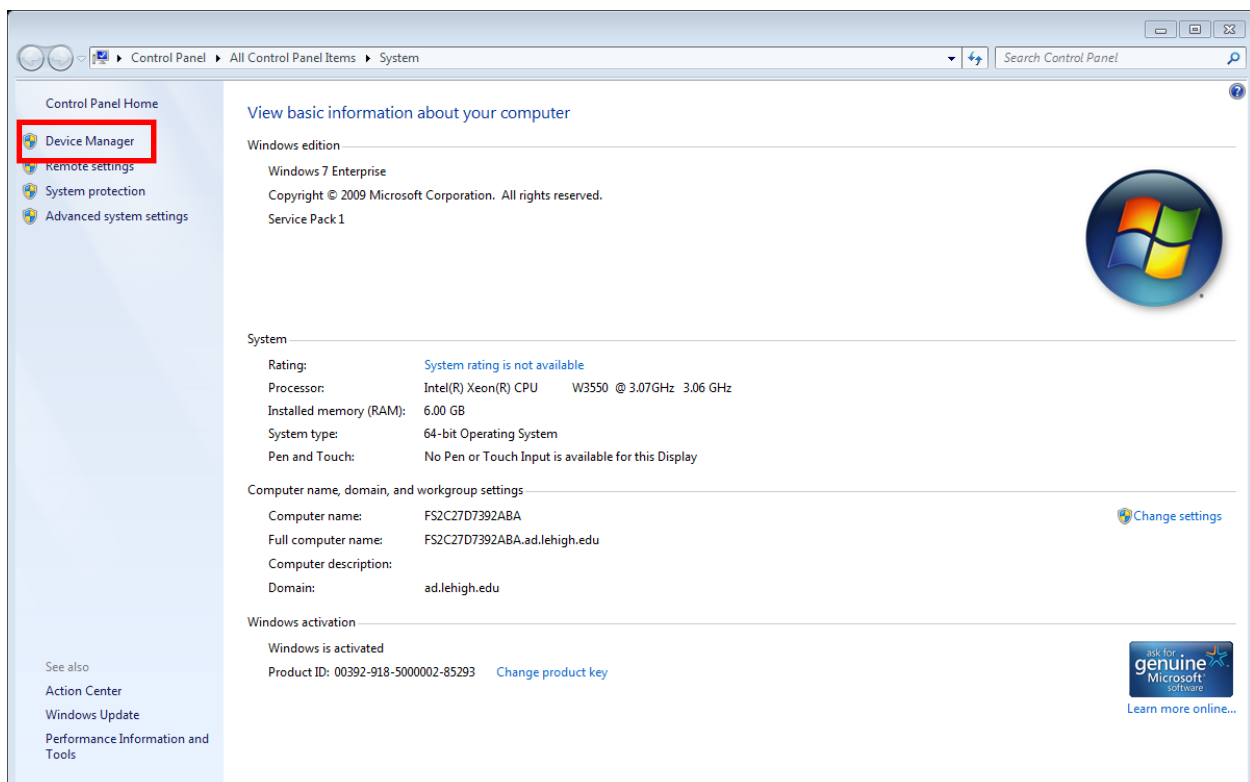 Control Panel All Control Panel Items System
Search Control Panel
Control Panel Home
Device Manager
Remote settings
System protection
Advanced system settings
See also
Action Center
Windows Update
Performance Information and
Tools
View basic information about your computer
Windows edition
Windows 7 Enterprise
Copyright © 2009 Microsoft Corporation. All rights reserved.
Service Pack 1
System
Rating: System rating is not available
Processor: Intel(R) Xeon(R) CPU W3550 @ 3.07GHz 3.06 GHz
Installed memory (RAM): 6.00 GB
System type: 64-bit Operating System
Pen and Touch: No Pen or Touch Input is available for this Display
Computer name, domain, and workgroup settings
Computer name: FS2C27D7392ABA
Change settings
Full computer name: FS2C27D7392ABA.ad.lehigh.edu
Computer description:
Domain: ad.lehigh.edu
Windows activation
Windows is activated
Product ID: 00392-918-5000002-85293 Change product key
ask for
genuine
Microsoft
software
Learn more online...